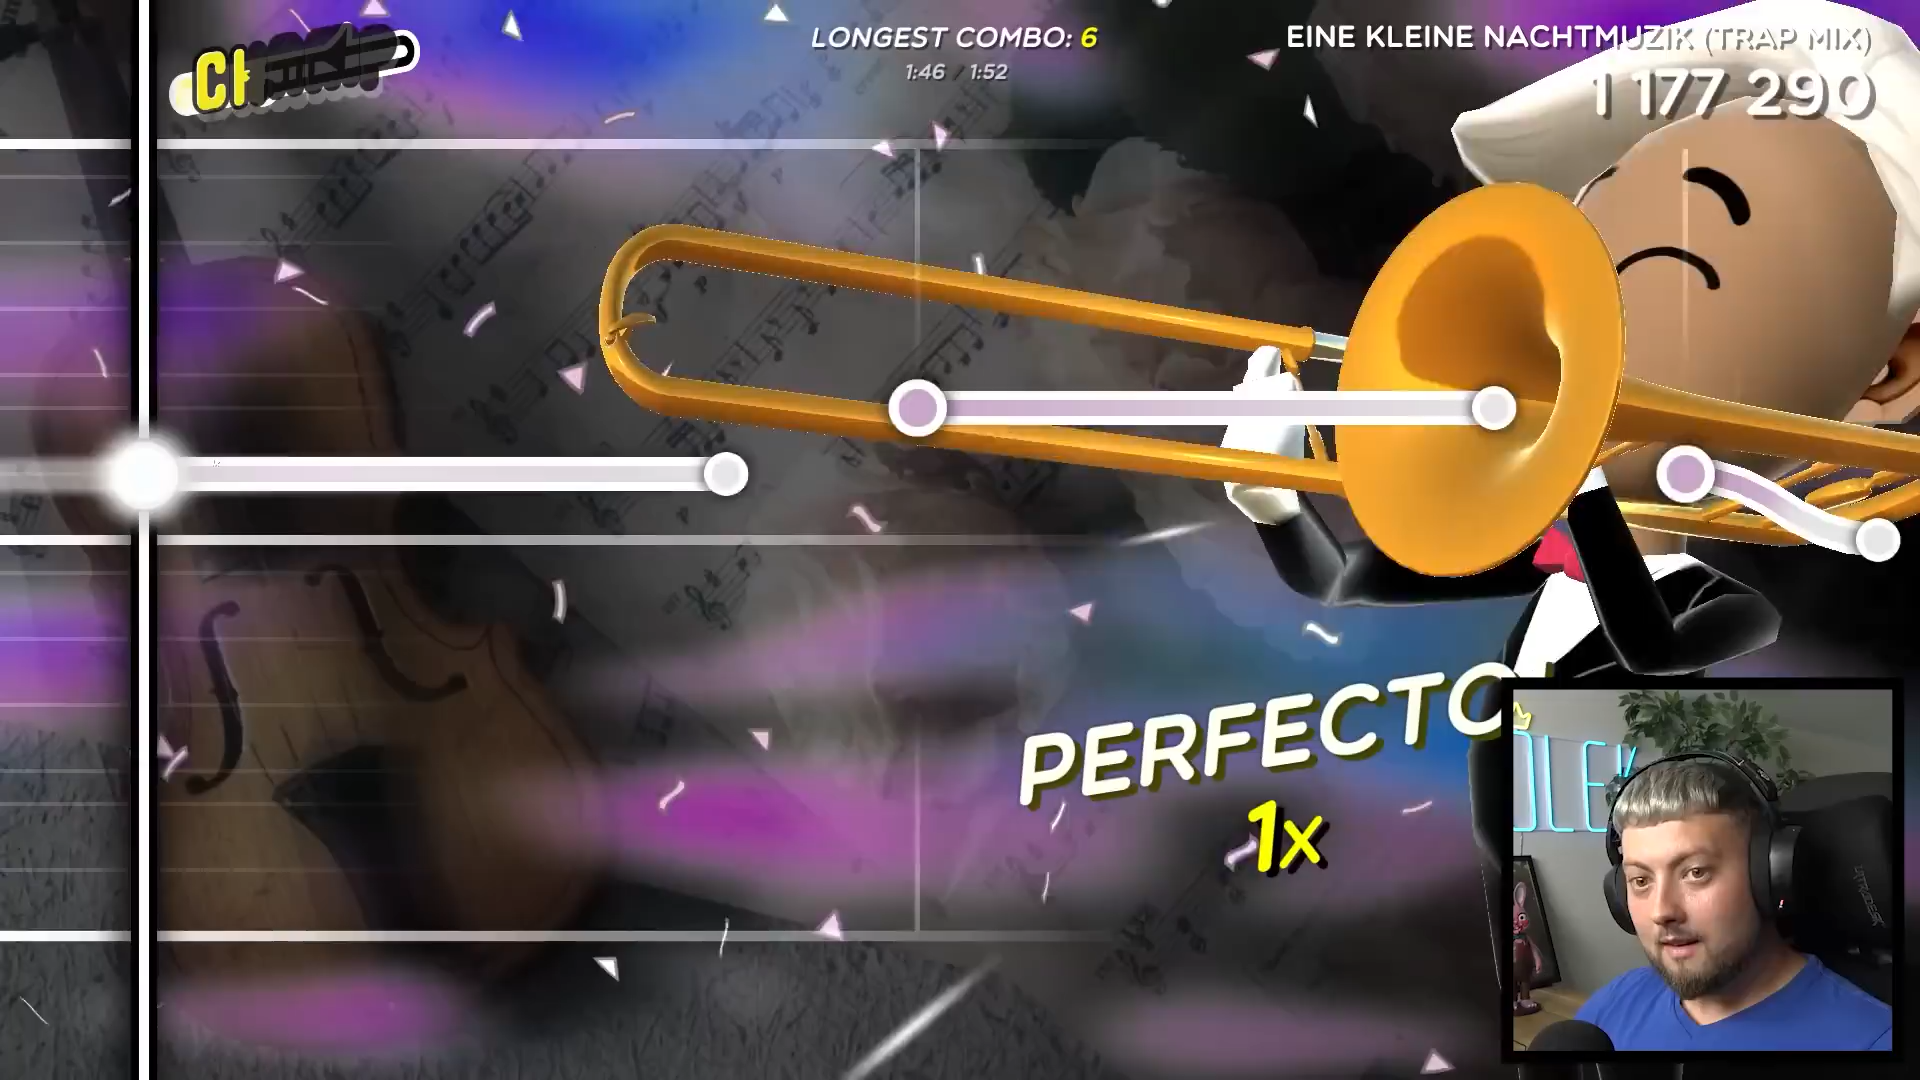 LONGEST COMBO: 6
1:46 / 1:52
EINE KLEINE NACHTMUZIK (TRAP MIX)
1 177 290
PERFECTO!
1x